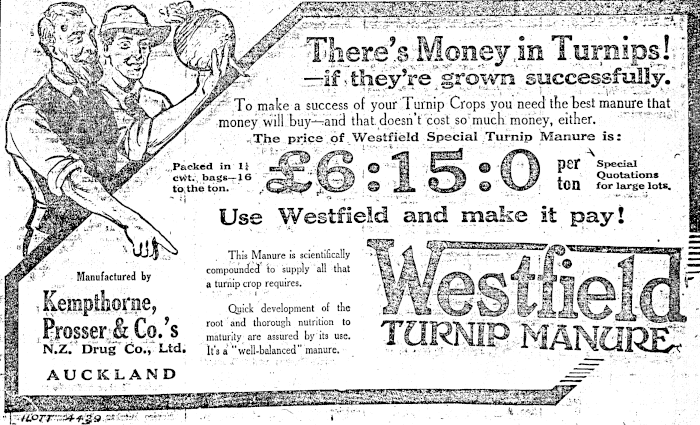 There's Money in Turnips!
—if they're grown successfully.
To make a success of your Turnip Crops you need the best manure that
money will buy—and that doesn't cost so much money, either.
The price of Westfield Special Turnip Manure is:
Packed in 1¼
cwt. bags—16
to the ton.
£6:15:0
per
ton
Special
Quotations
for large lots.
Use Westfield and make it pay!
This Manure is scientifically
compounded to supply all that
a turnip crop requires.
Quick development of the
root and thorough nutrition to
maturity are assured by its use.
It's a "well-balanced" manure.
Westfield
TURNIP MANURE
Manufactured by
Kempthorne,
Prosser & Co.'s
N.Z. Drug Co., Ltd.
AUCKLAND
ILOTT 4429